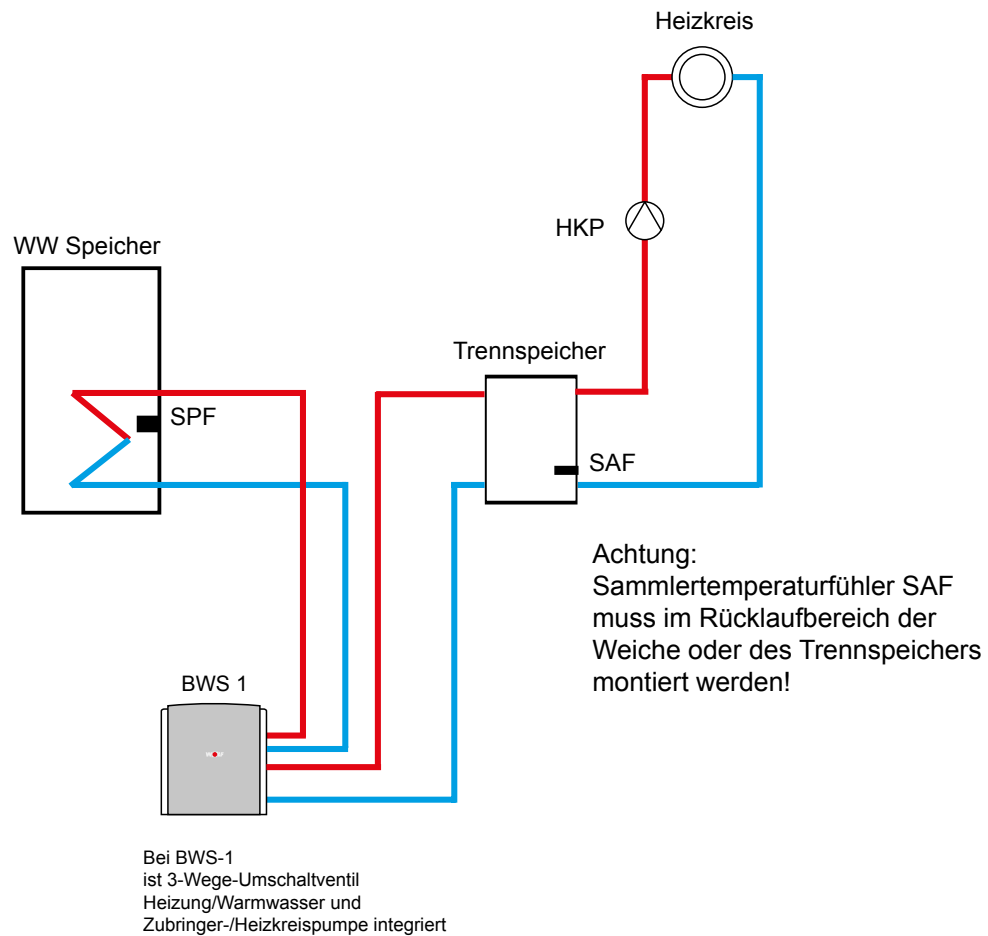 Heizkreis
HKP
WW Speicher
Trennspeicher
SPF
SAF
Achtung:
Sammlertemperaturfühler SAF
muss im Rücklaufbereich der
Weiche oder des Trennspeichers
montiert werden!
BWS 1
Bei BWS-1
ist 3-Wege-Umschaltventil
Heizung/Warmwasser und
Zubringer-/Heizkreispumpe integriert